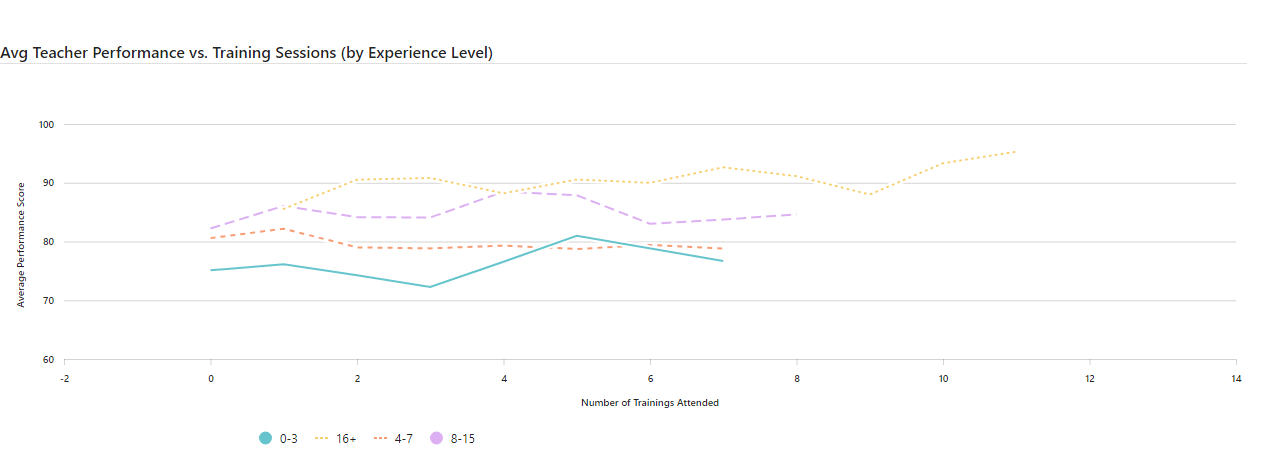 Avg Teacher Performance vs. Training Sessions (by Experience Level)
100
90
80
70
60
Average Performance Score
-2 0 2 4 6 8 10 12 14
Number of Trainings Attended
0-3 16+ 4-7 8-15